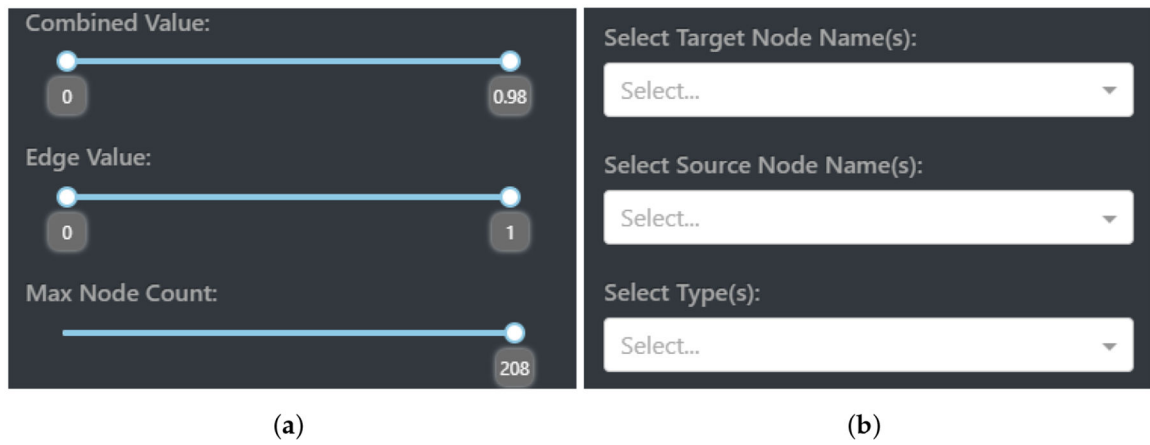 Combined Value:
0
0.98
Edge Value:
0
1
Max Node Count:
208
(a)
Select Target Node Name(s):
Select...
Select Source Node Name(s):
Select...
Select Type(s):
Select...
(b)